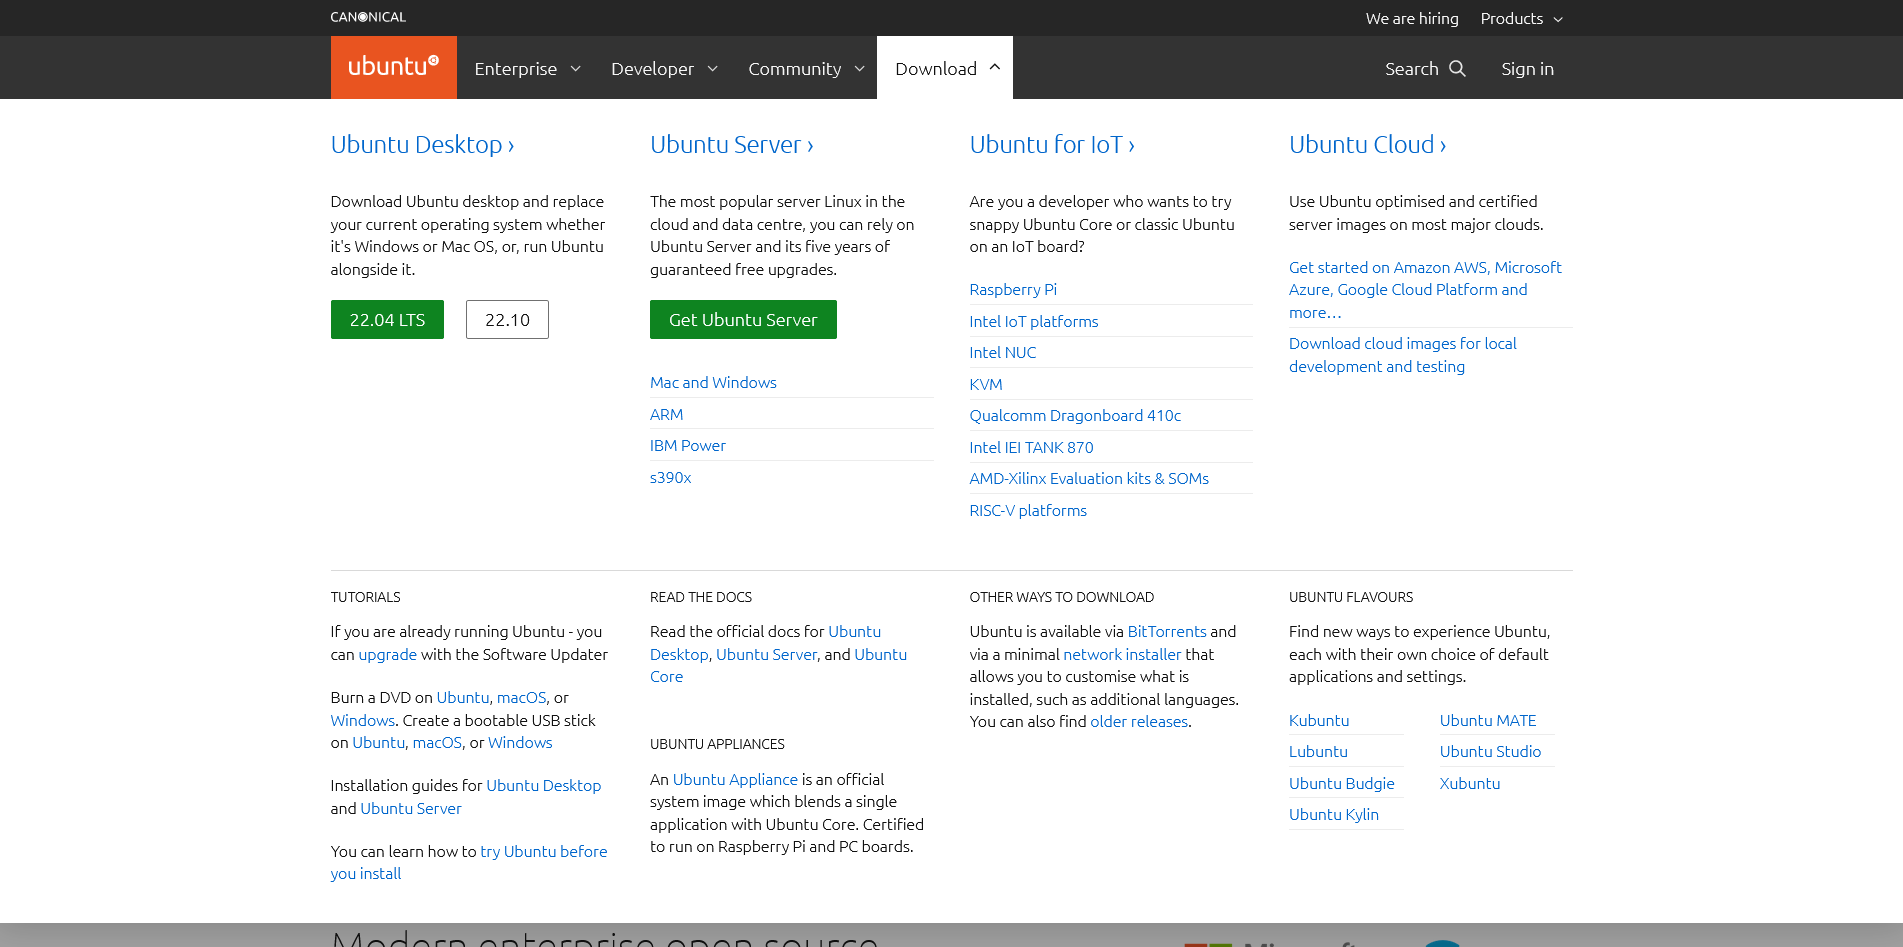 CANONICAL
We are hiring
Products
ubuntu
Enterprise
Developer
Community
Download
Search
Sign in
Ubuntu Desktop ›
Download Ubuntu desktop and replace
your current operating system whether
it's Windows or Mac OS, or, run Ubuntu
alongside it.
22.04 LTS
22.10
Ubuntu Server ›
The most popular server Linux in the
cloud and data centre, you can rely on
Ubuntu Server and its five years of
guaranteed free upgrades.
Get Ubuntu Server
Mac and Windows
ARM
IBM Power
s390x
Ubuntu for IoT ›
Are you a developer who wants to try
snappy Ubuntu Core or classic Ubuntu
on an IoT board?
Raspberry Pi
Intel IoT platforms
Intel NUC
KVM
Qualcomm Dragonboard 410c
Intel IEI TANK 870
AMD-Xilinx Evaluation kits & SOMs
RISC-V platforms
Ubuntu Cloud ›
Use Ubuntu optimised and certified
server images on most major clouds.
Get started on Amazon AWS, Microsoft
Azure, Google Cloud Platform and
more…
Download cloud images for local
development and testing
TUTORIALS
If you are already running Ubuntu - you
can upgrade with the Software Updater
Burn a DVD on Ubuntu, macOS, or
Windows. Create a bootable USB stick
on Ubuntu, macOS, or Windows
Installation guides for Ubuntu Desktop
and Ubuntu Server
You can learn how to try Ubuntu before
you install
READ THE DOCS
Read the official docs for Ubuntu
Desktop, Ubuntu Server, and Ubuntu
Core
UBUNTU APPLIANCES
An Ubuntu Appliance is an official
system image which blends a single
application with Ubuntu Core. Certified
to run on Raspberry Pi and PC boards.
OTHER WAYS TO DOWNLOAD
Ubuntu is available via BitTorrents and
via a minimal network installer that
allows you to customise what is
installed, such as additional languages.
You can also find older releases.
UBUNTU FLAVOURS
Find new ways to experience Ubuntu,
each with their own choice of default
applications and settings.
Kubuntu
Lubuntu
Ubuntu Budgie
Ubuntu Kylin
Ubuntu MATE
Ubuntu Studio
Xubuntu
Modern enterprise open source